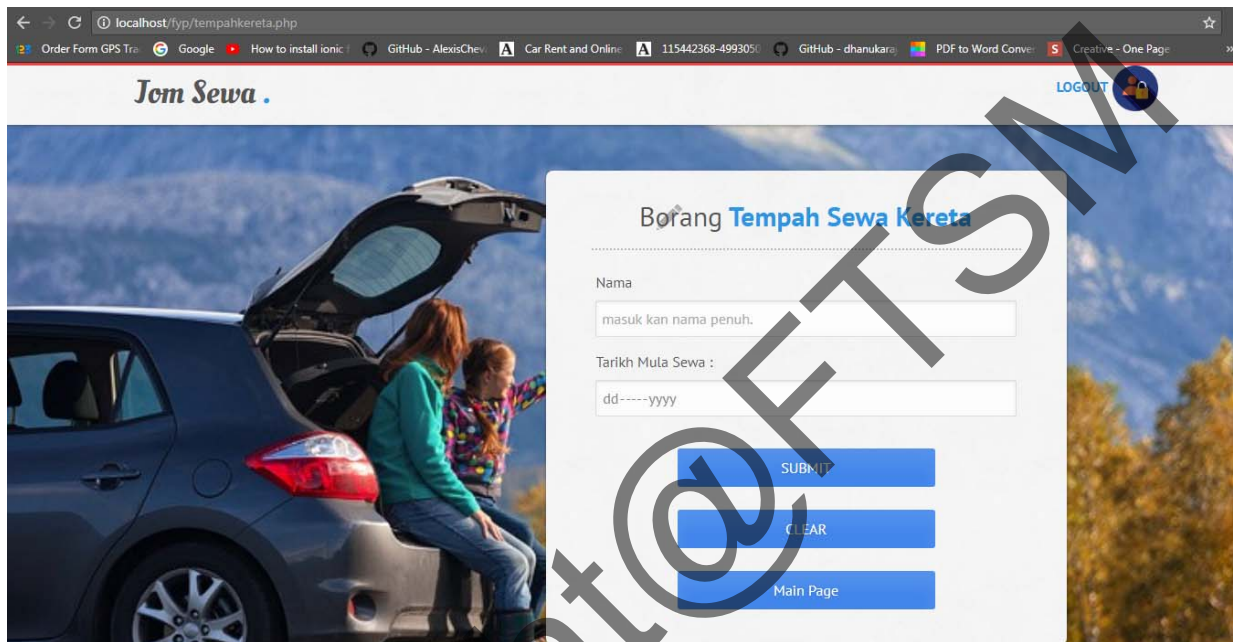 localhost/fyp/tempahkereta.php
Order Form GPS Tra Google How to install ionic GitHub - AlexisChev A Car Rent and Online A 115442368-4993050 GitHub - dhanukaraj PDF to Word Conver S Creative - One Page »
Jom Sewa .
LOGOUT
Borang Tempah Sewa Kereta
Nama
masuk kan nama penuh.
Tarikh Mula Sewa :
dd-----yyyy
SUBMIT
CLEAR
Main Page
t@FTSM